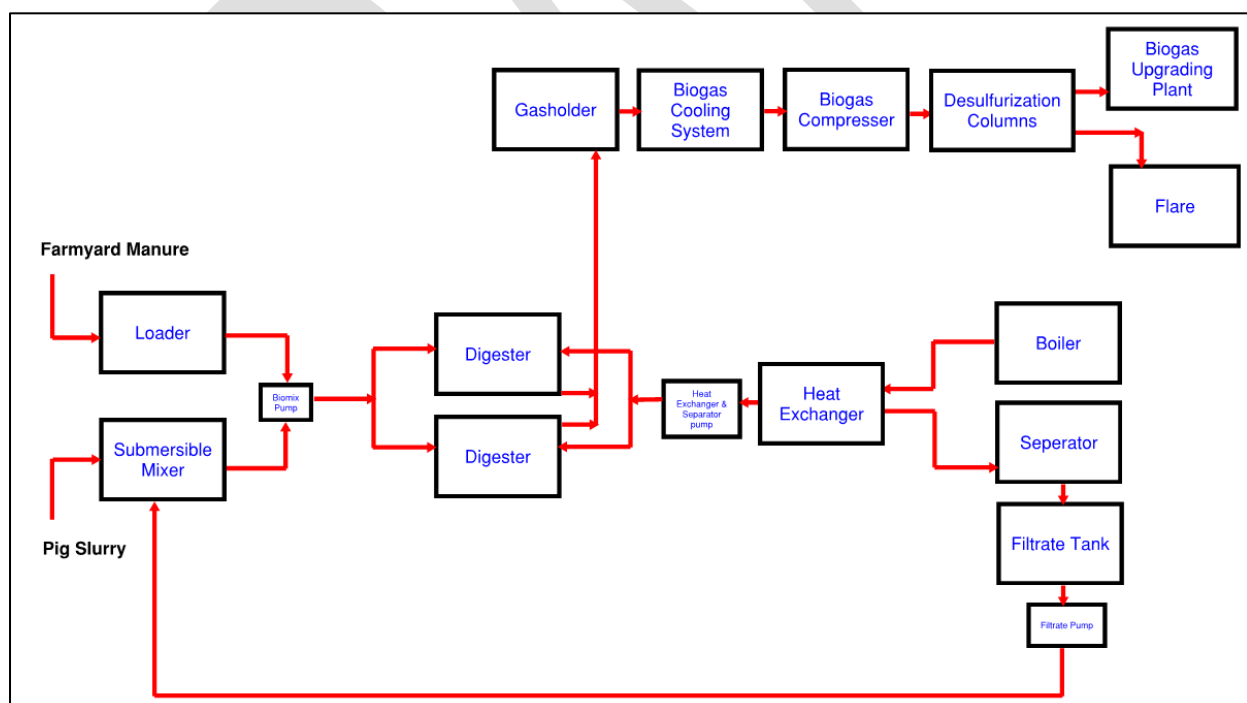 Biogas
Upgrading
Plant
Gasholder
Biogas
Cooling
System
Biogas
Compresser
Desulfurization
Columns
Flare
Farmyard Manure
Loader
Digester
Boiler
Biomix
Pump
Heat
Exchanger &
Separator
pump
Heat
Exchanger
Submersible
Mixer
Digester
Seperator
Pig Slurry
Filtrate Tank
Filtrate Pump